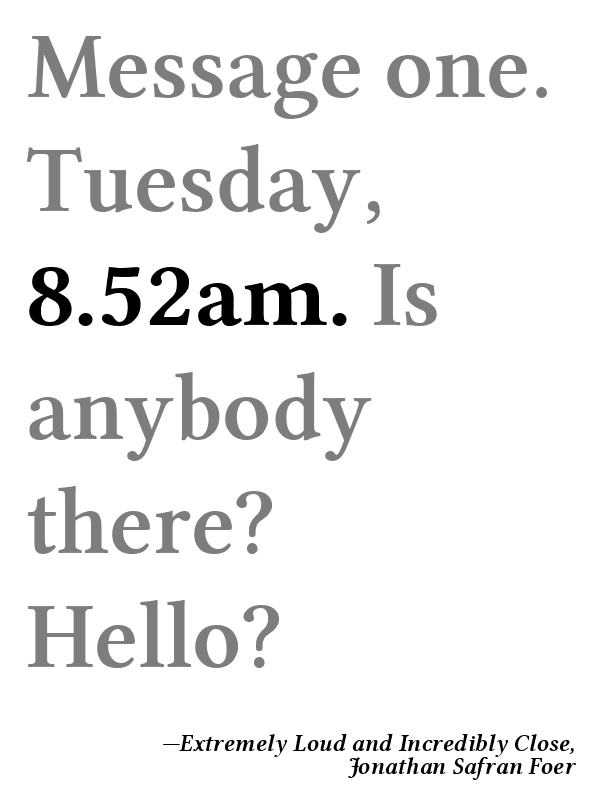 Message one.
Tuesday,
8.52am. Is
anybody
there?
Hello?
—Extremely Loud and Incredibly Close,
Jonathan Safran Foer